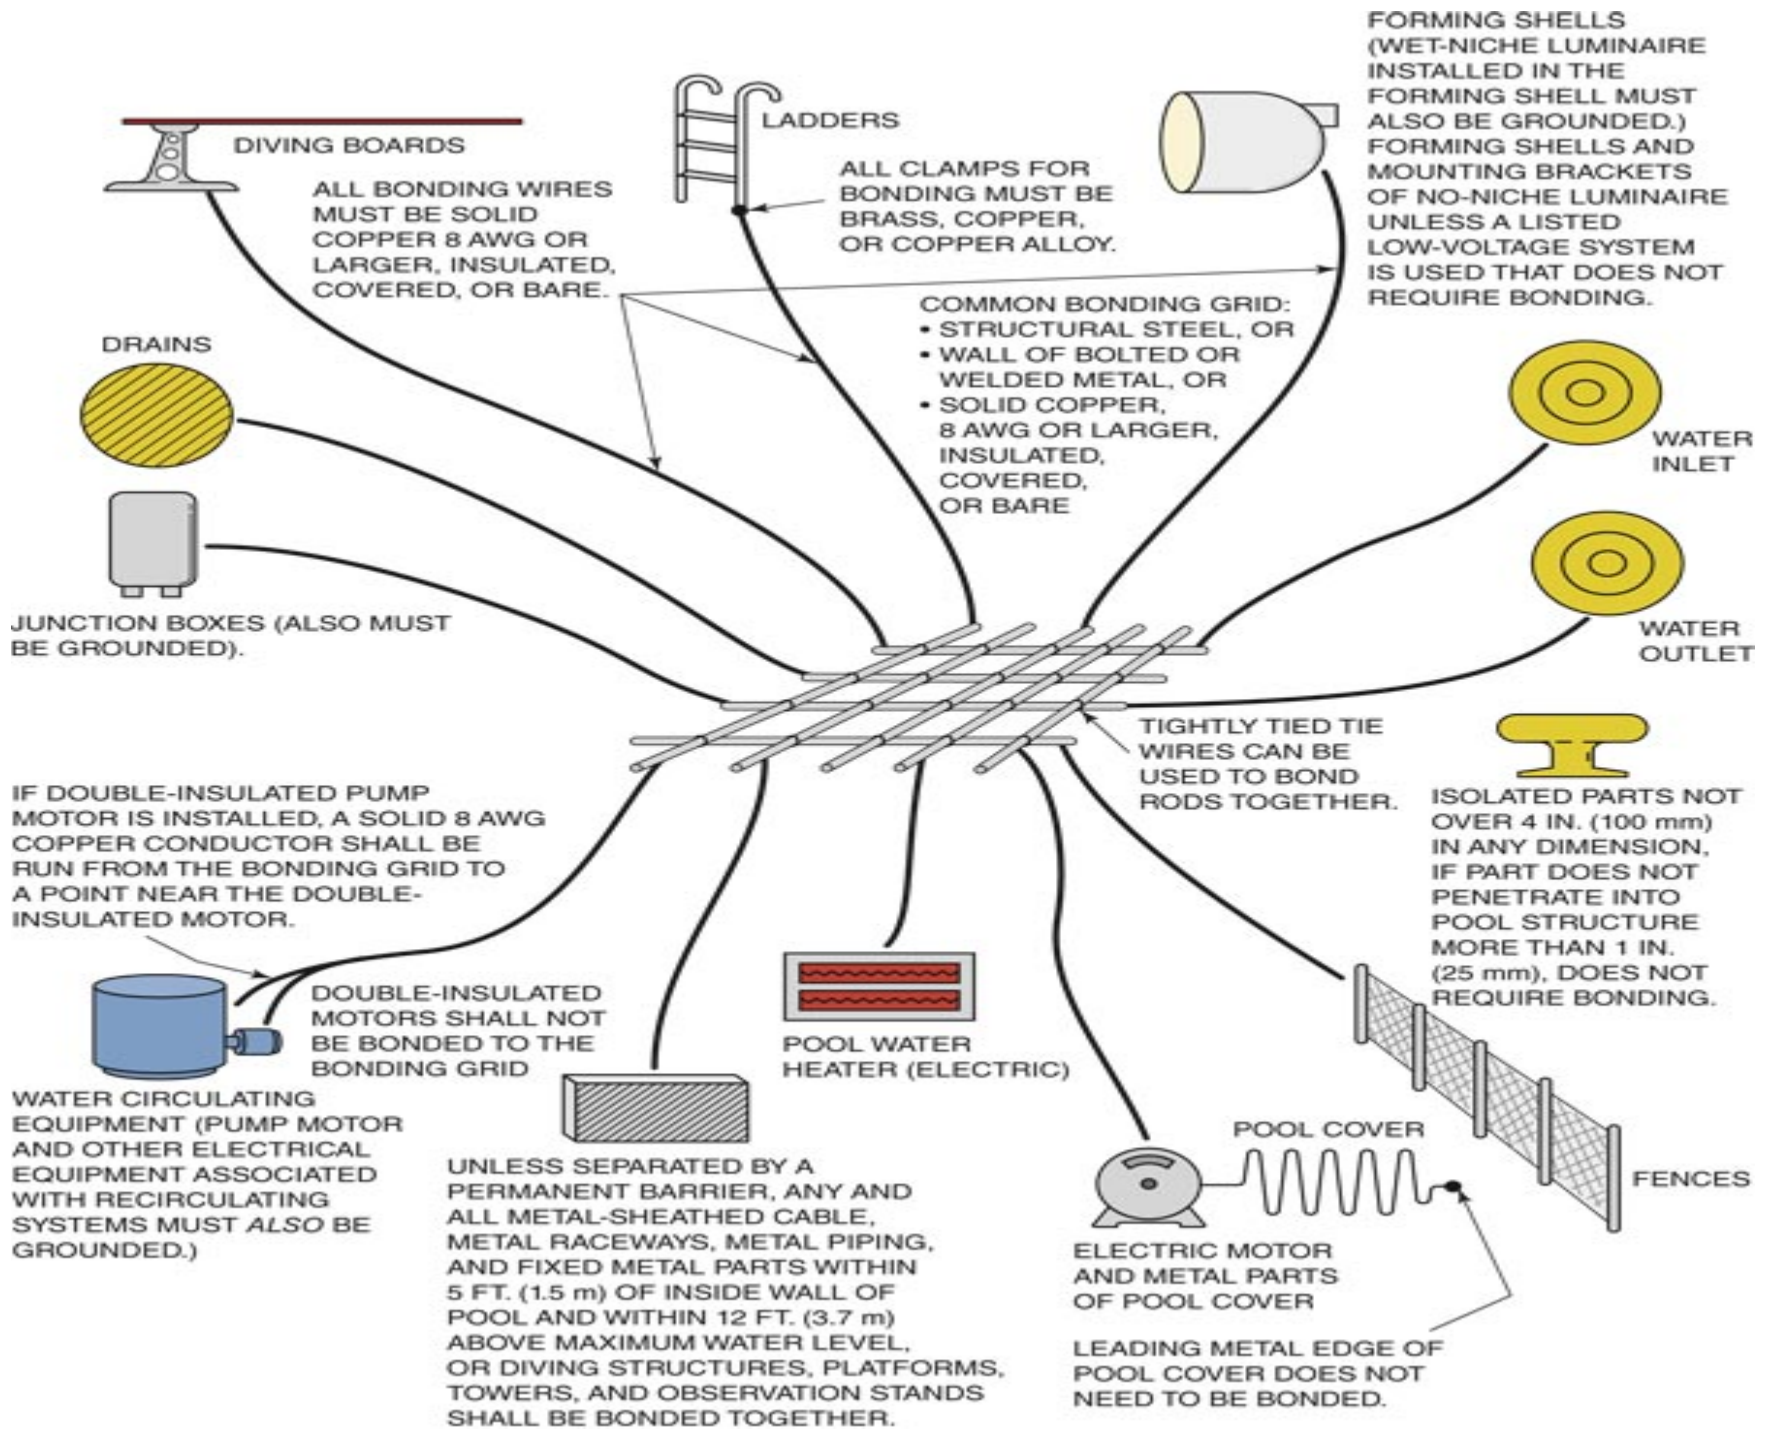 DIVING BOARDS
ALL BONDING WIRES
MUST BE SOLID
COPPER 8 AWG OR
LARGER, INSULATED,
COVERED, OR BARE.
LADDERS
ALL CLAMPS FOR
BONDING MUST BE
BRASS, COPPER,
OR COPPER ALLOY.
FORMING SHELLS
(WET-NICHE LUMINAIRE
INSTALLED IN THE
FORMING SHELL MUST
ALSO BE GROUNDED.)
FORMING SHELLS AND
MOUNTING BRACKETS
OF NO-NICHE LUMINAIRE
UNLESS A LISTED
LOW-VOLTAGE SYSTEM
IS USED THAT DOES NOT
REQUIRE BONDING.
COMMON BONDING GRID:
• STRUCTURAL STEEL, OR
• WALL OF BOLTED OR
WELDED METAL, OR
• SOLID COPPER,
8 AWG OR LARGER,
INSULATED,
COVERED,
OR BARE
DRAINS
JUNCTION BOXES (ALSO MUST
BE GROUNDED).
WATER
INLET
WATER
OUTLET
TIGHTLY TIED TIE
WIRES CAN BE
USED TO BOND
RODS TOGETHER.
ISOLATED PARTS NOT
OVER 4 IN. (100 mm)
IN ANY DIMENSION,
IF PART DOES NOT
PENETRATE INTO
POOL STRUCTURE
MORE THAN 1 IN.
(25 mm), DOES NOT
REQUIRE BONDING.
IF DOUBLE-INSULATED PUMP
MOTOR IS INSTALLED, A SOLID 8 AWG
COPPER CONDUCTOR SHALL BE
RUN FROM THE BONDING GRID TO
A POINT NEAR THE DOUBLE-
INSULATED MOTOR.
DOUBLE-INSULATED
MOTORS SHALL NOT
BE BONDED TO THE
BONDING GRID
WATER CIRCULATING
EQUIPMENT (PUMP MOTOR
AND OTHER ELECTRICAL
EQUIPMENT ASSOCIATED
WITH RECIRCULATING
SYSTEMS MUST ALSO BE
GROUNDED.)
UNLESS SEPARATED BY A
PERMANENT BARRIER, ANY AND
ALL METAL-SHEATHED CABLE,
METAL RACEWAYS, METAL PIPING,
AND FIXED METAL PARTS WITHIN
5 FT. (1.5 m) OF INSIDE WALL OF
POOL AND WITHIN 12 FT. (3.7 m)
ABOVE MAXIMUM WATER LEVEL,
OR DIVING STRUCTURES, PLATFORMS,
TOWERS, AND OBSERVATION STANDS
SHALL BE BONDED TOGETHER.
POOL WATER
HEATER (ELECTRIC)
POOL COVER
ELECTRIC MOTOR
AND METAL PARTS
OF POOL COVER
LEADING METAL EDGE OF
POOL COVER DOES NOT
NEED TO BE BONDED.
FENCES